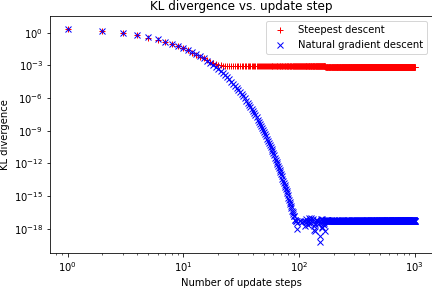 KL divergence vs. update step
Steepest descent
Natural gradient descent
KL divergence
10⁰
10⁻³
10⁻⁶
10⁻⁹
10⁻¹²
10⁻¹⁵
10⁻¹⁸
10⁰ 10¹ 10² 10³
Number of update steps